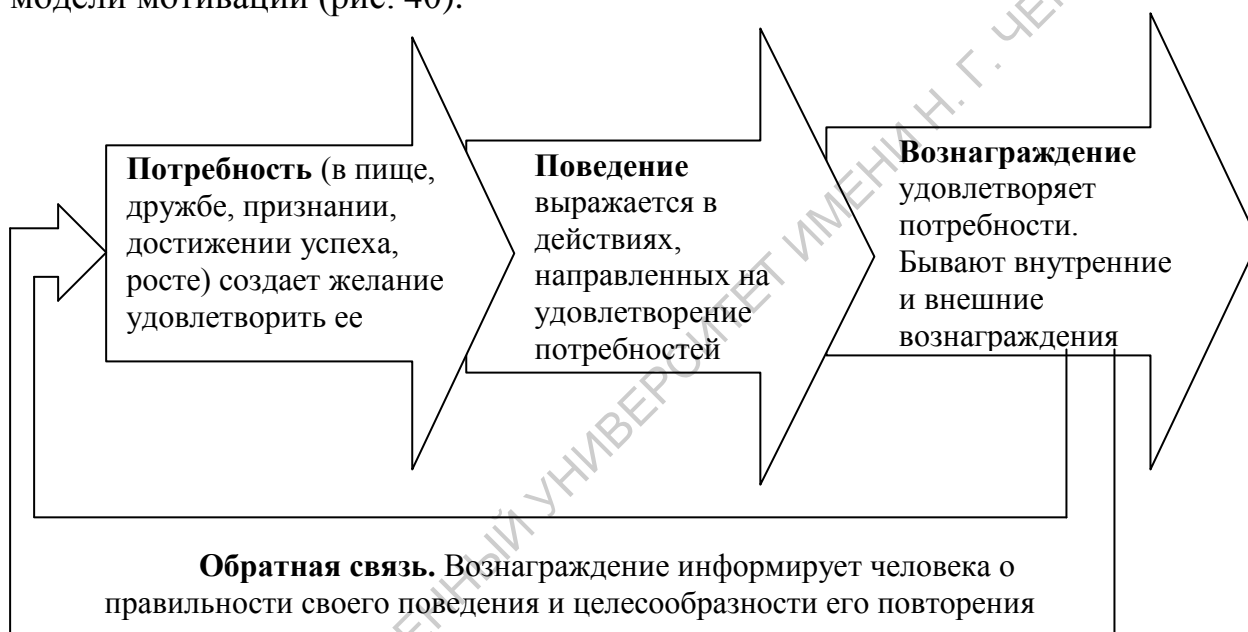 модели мотивации (рис. 40).
Потребность (в пище,
дружбе, признании,
достижении успеха,
росте) создает желание
удовлетворить ее
Поведение
выражается в
действиях,
направленных на
удовлетворение
потребностей
Вознаграждение
удовлетворяет
потребности.
Бывают внутренние
и внешние
вознаграждения
Обратная связь. Вознаграждение информирует человека о
правильности своего поведения и целесообразности его повторения
УНИВЕРСИТЕТ ИМЕНИ Н. Г.